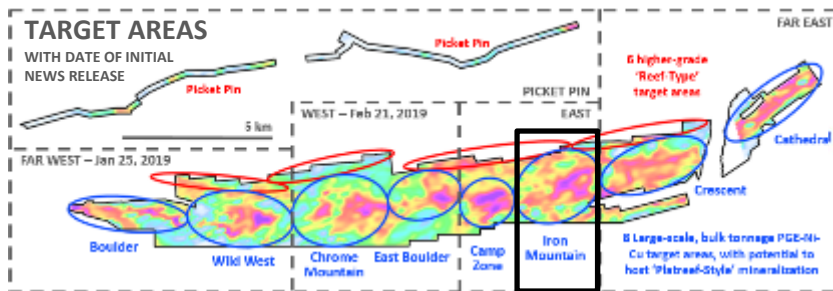 TARGET AREAS
WITH DATE OF INITIAL
NEWS RELEASE
Picket Pin
Picket Pin
PICKET PIN
5 km
FAR EAST
6 higher-grade
'Reef-Type'
target areas
Cathedral
WEST – Feb 21, 2019
EAST
FAR WEST – Jan 25, 2019
Crescent
Boulder
Wild West
Chrome
Mountain
East Boulder
Camp
Zone
Iron
Mountain
8 Large-scale, bulk tonnage PGE-Ni-
Cu target areas, with potential to
host 'Platreef-Style' mineralization